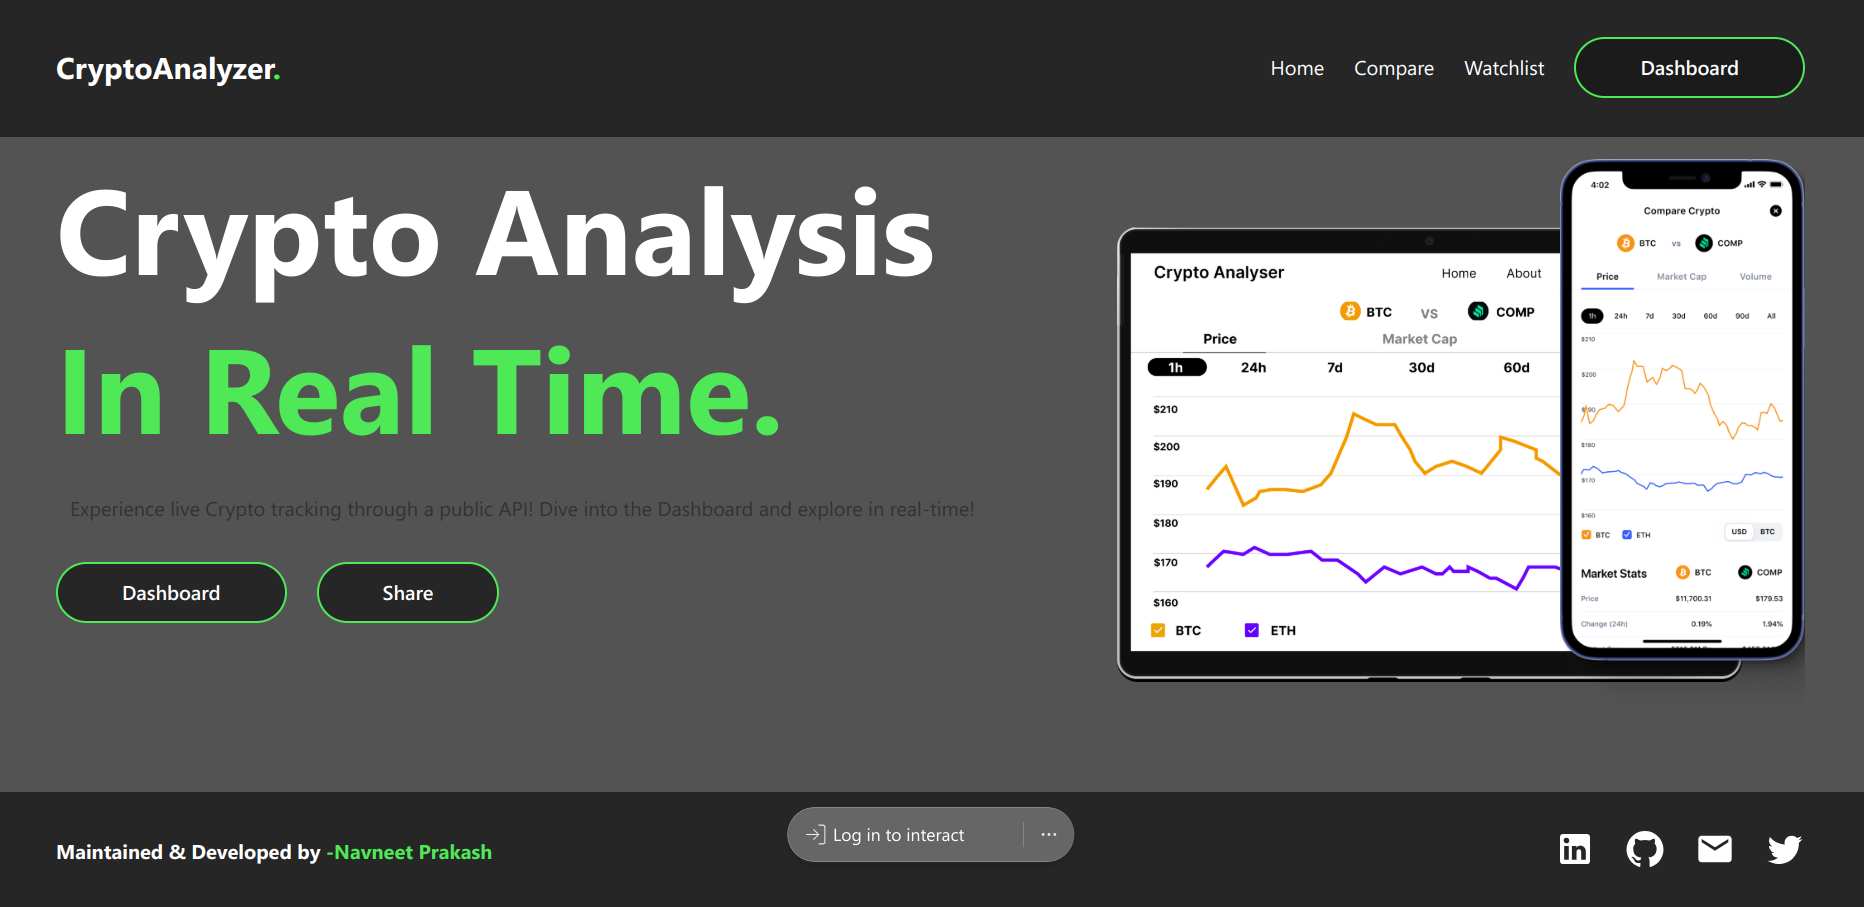 CryptoAnalyzer.
Home Compare Watchlist Dashboard
Crypto Analysis
In Real Time.
Experience live Crypto tracking through a public API! Dive into the Dashboard and explore in real-time!
Dashboard Share
Crypto Analyser Home About
BTC VS COMP
Price Market Cap
1h 24h 7d 30d 60d
$210
$200
$190
$180
$170
$160
BTC ETH
4:02
Compare Crypto
BTC vs COMP
Price Market Cap Volume
1h 24h 7d 30d 60d 90d All
$210
$200
$190
$180
$170
$160
BTC ETH USD BTC
Market Stats BTC COMP
Price $11,700.31 $179.53
Change (24h) 0.19% 1.94%
Maintained & Developed by -Navneet Prakash
Log in to interact